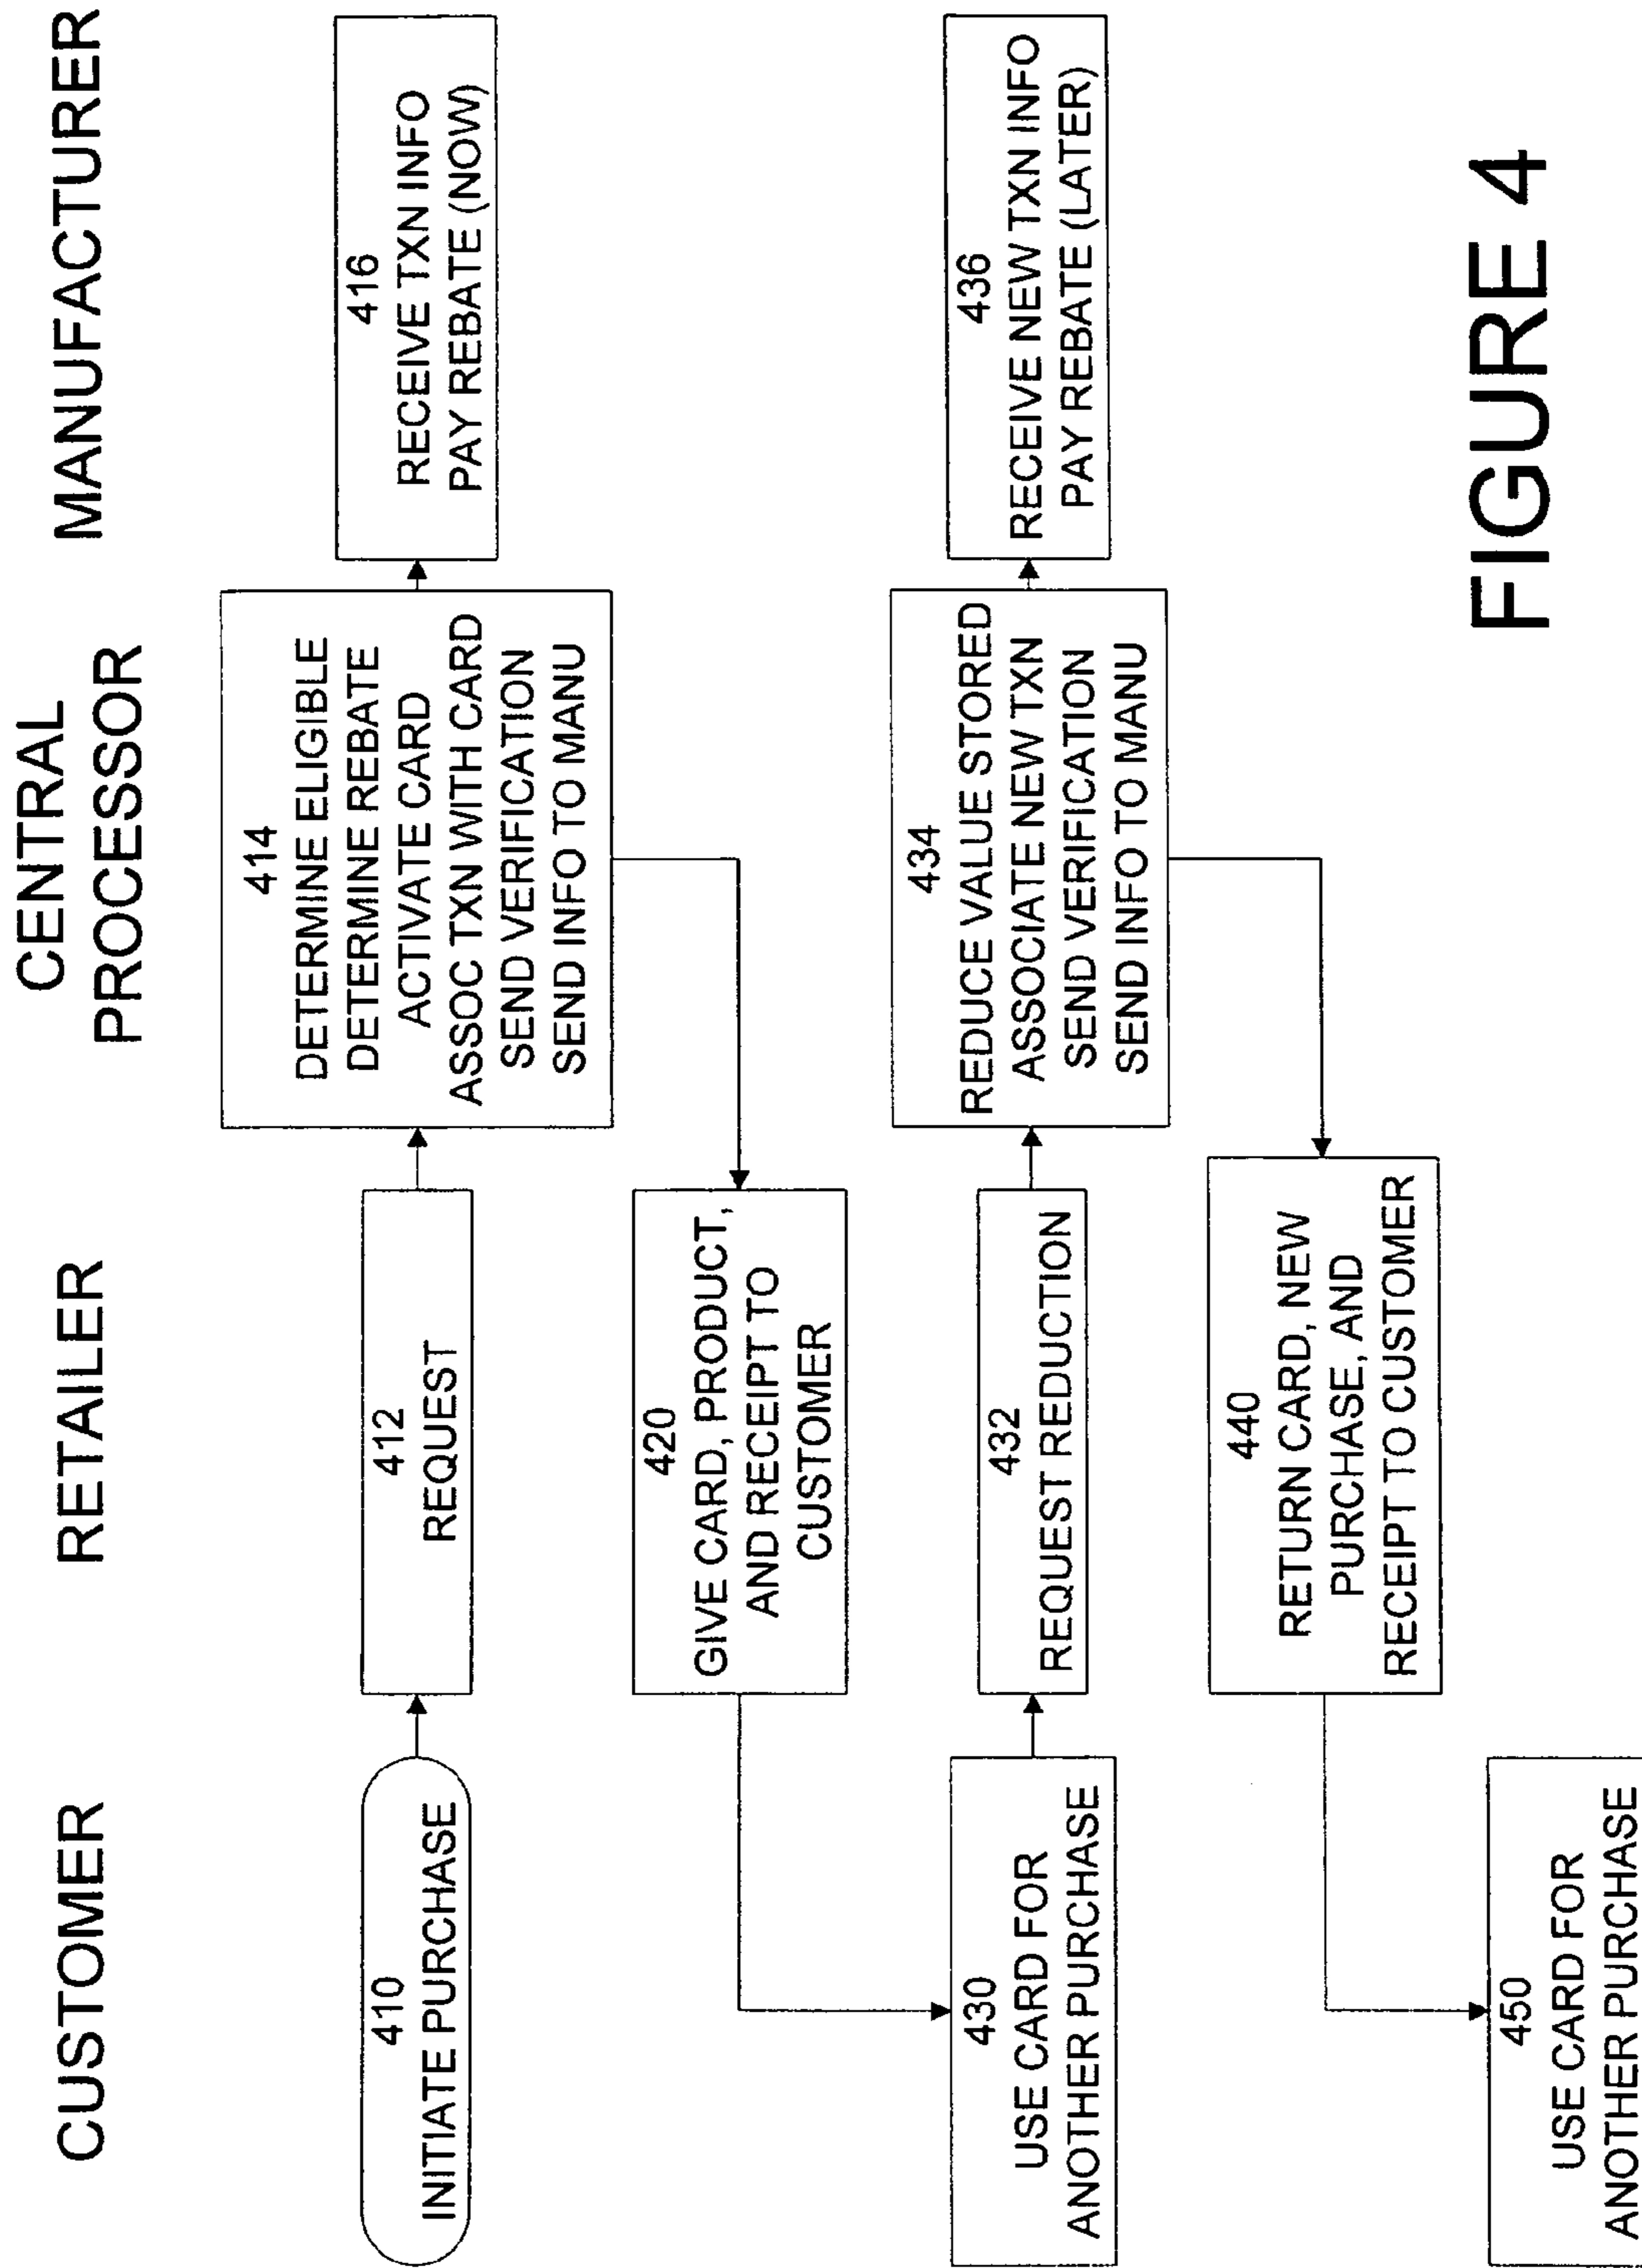 CUSTOMER
RETAILER
CENTRAL
PROCESSOR
MANUFACTURER
410
INITIATE PURCHASE
412
REQUEST
414
DETERMINE ELIGIBLE
DETERMINE REBATE
ACTIVATE CARD
ASSOC TXN WITH CARD
SEND VERIFICATION
SEND INFO TO MANU
416
RECEIVE TXN INFO
PAY REBATE (NOW)
420
GIVE CARD, PRODUCT,
AND RECEIPT TO
CUSTOMER
430
USE CARD FOR
ANOTHER PURCHASE
432
REQUEST REDUCTION
434
REDUCE VALUE STORED
ASSOCIATE NEW TXN
SEND VERIFICATION
SEND INFO TO MANU
436
RECEIVE NEW TXN INFO
PAY REBATE (LATER)
440
RETURN CARD, NEW
PURCHASE, AND
RECEIPT TO CUSTOMER
450
USE CARD FOR
ANOTHER PURCHASE
FIGURE 4